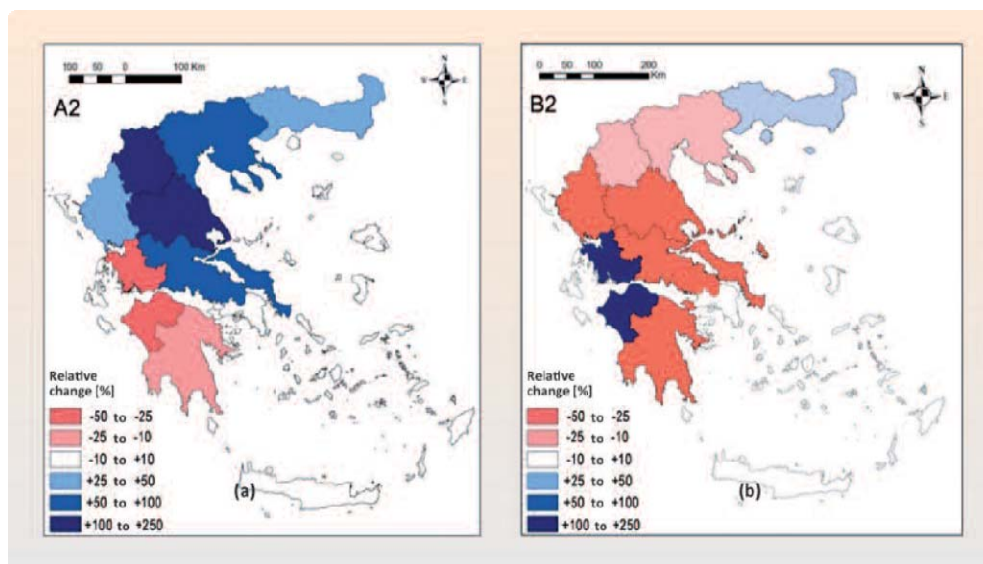 100 50 0 100 Km
N
W E
S
A2
Relative
change [%]
-50 to -25
-25 to -10
-10 to +10
+25 to +50
+50 to +100
+100 to +250
(a)
0 50 100 200
Km
N
W E
S
B2
Relative
change [%]
-50 to -25
-25 to -10
-10 to +10
+25 to +50
+50 to +100
+100 to +250
(b)